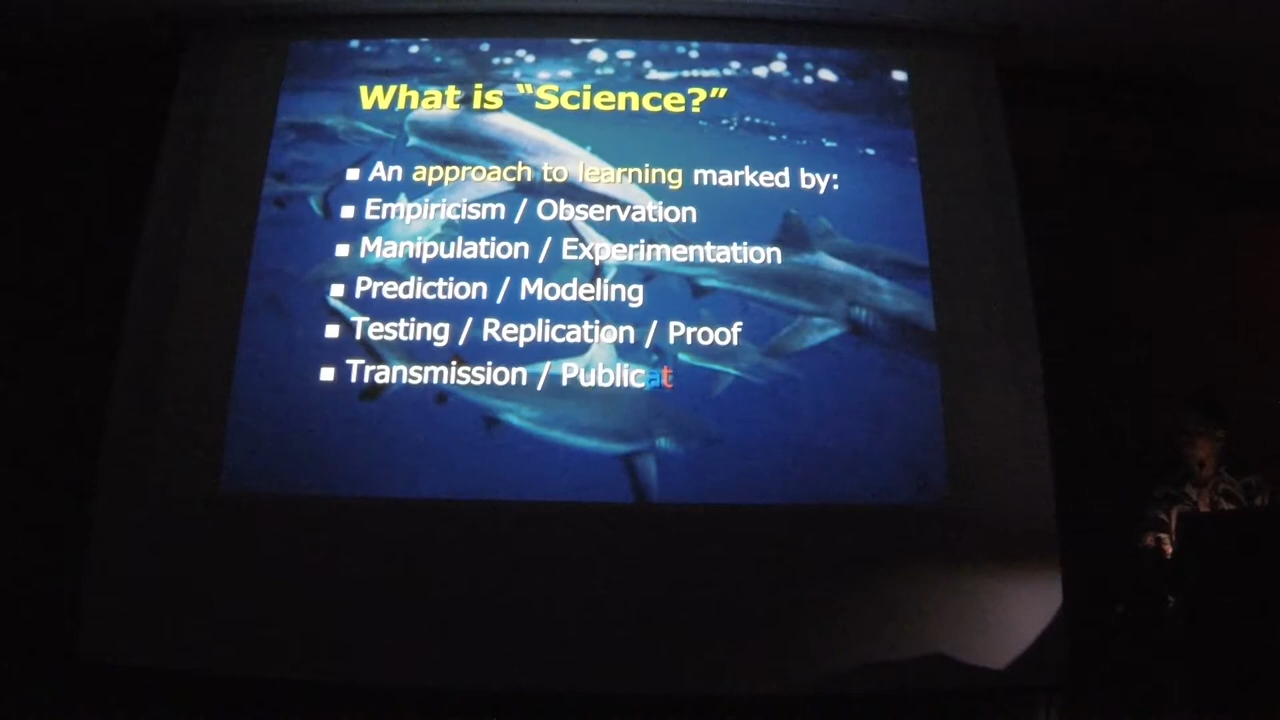 What is “Science?”
▪ An approach to learning marked by:
▪ Empiricism / Observation
▪ Manipulation / Experimentation
▪ Prediction / Modeling
▪ Testing / Replication / Proof
▪ Transmission / Publicat